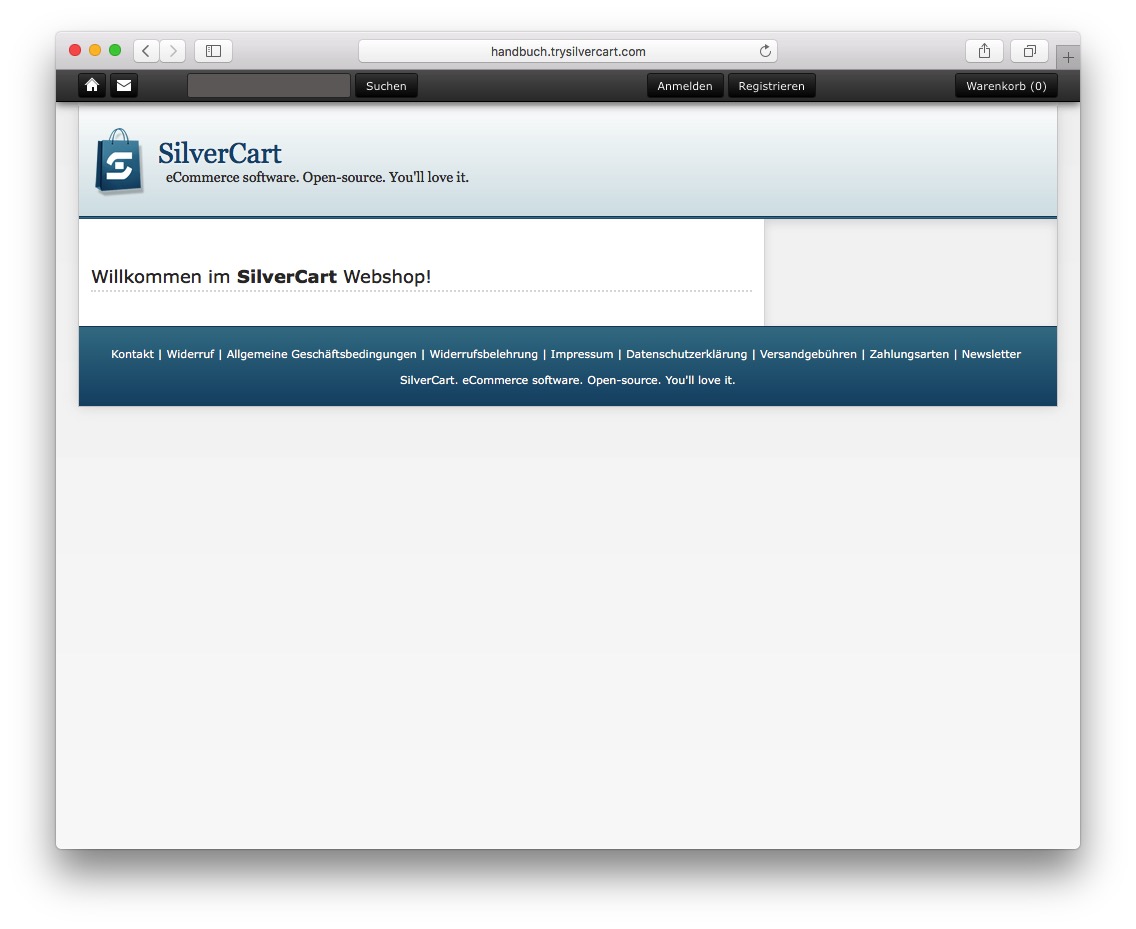 handbuch.trysilvercart.com
Suchen Anmelden Registrieren Warenkorb (0)
SilverCart
eCommerce software. Open-source. You'll love it.
Willkommen im SilverCart Webshop!
Kontakt | Widerruf | Allgemeine Geschäftsbedingungen | Widerrufsbelehrung | Impressum | Datenschutzerklärung | Versandgebühren | Zahlungsarten | Newsletter
SilverCart. eCommerce software. Open-source. You'll love it.